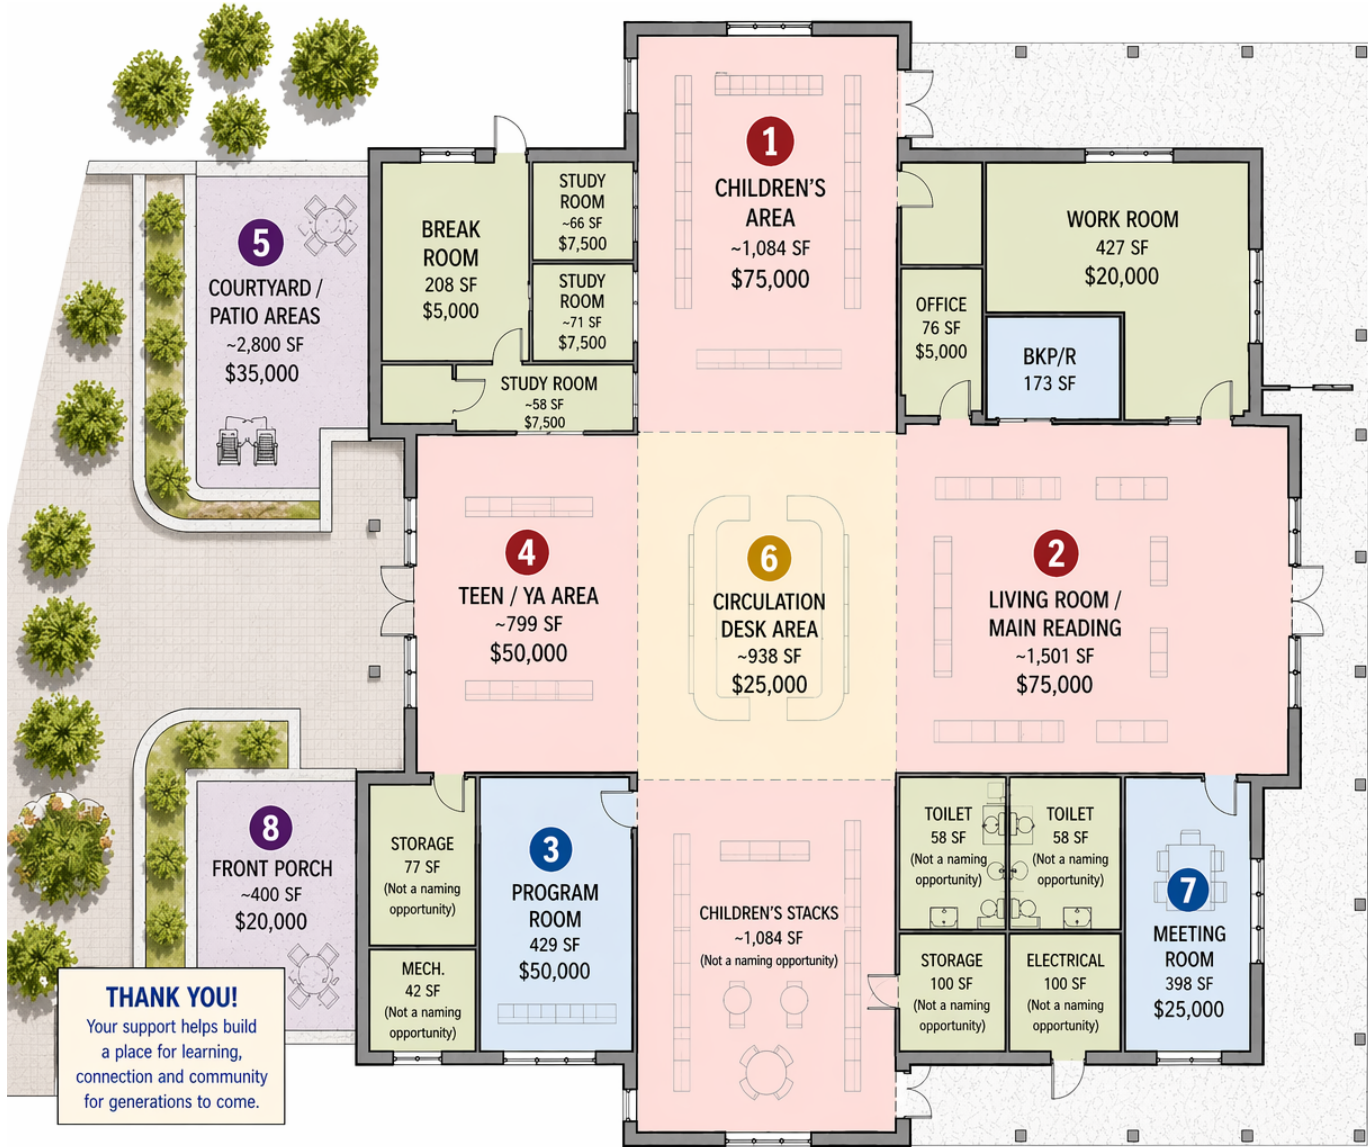 1
CHILDREN'S
AREA
~1,084 SF
$75,000
STUDY
ROOM
~66 SF
$7,500
BREAK
ROOM
208 SF
$5,000
STUDY
ROOM
~71 SF
$7,500
STUDY ROOM
~58 SF
$7,500
WORK ROOM
427 SF
$20,000
OFFICE
76 SF
$5,000
BKP/R
173 SF
5
COURTYARD /
PATIO AREAS
~2,800 SF
$35,000
4
TEEN / YA AREA
~799 SF
$50,000
6
CIRCULATION
DESK AREA
~938 SF
$25,000
2
LIVING ROOM /
MAIN READING
~1,501 SF
$75,000
8
FRONT PORCH
~400 SF
$20,000
STORAGE
77 SF
(Not a naming
opportunity)
MECH.
42 SF
(Not a naming
opportunity)
3
PROGRAM
ROOM
429 SF
$50,000
CHILDREN'S STACKS
~1,084 SF
(Not a naming opportunity)
TOILET
58 SF
(Not a naming
opportunity)
TOILET
58 SF
(Not a naming
opportunity)
STORAGE
100 SF
(Not a naming
opportunity)
ELECTRICAL
100 SF
(Not a naming
opportunity)
7
MEETING
ROOM
398 SF
$25,000
THANK YOU!
Your support helps build
a place for learning,
connection and community
for generations to come.